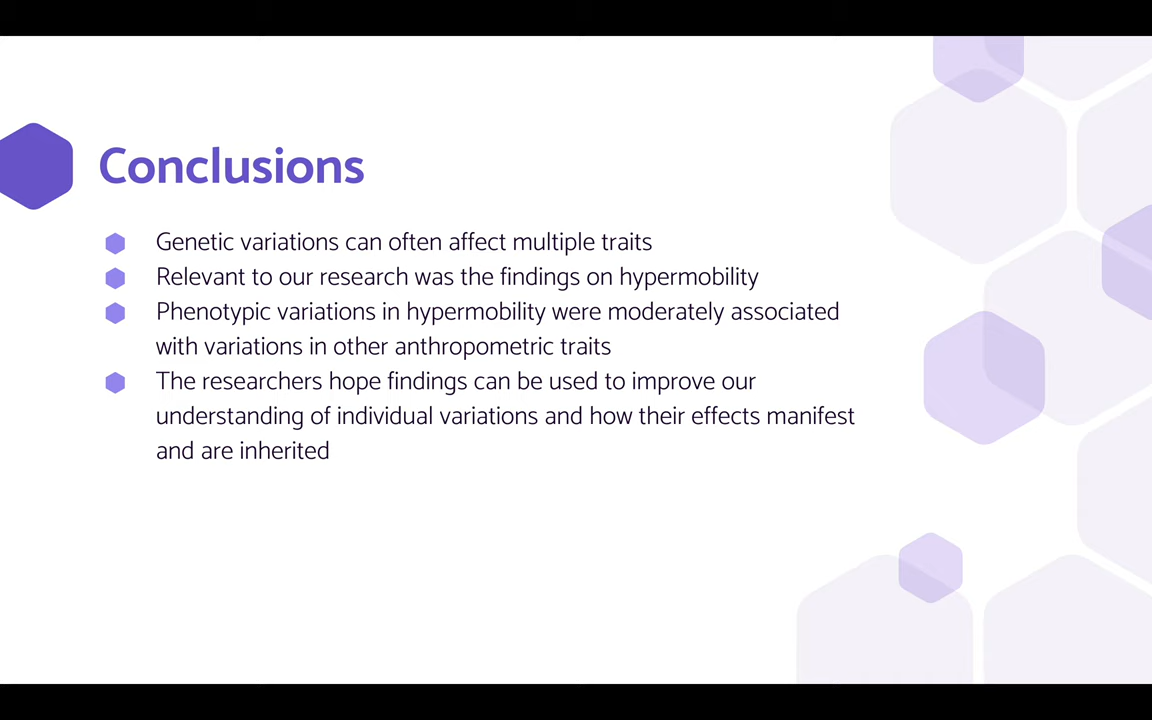 Conclusions
Genetic variations can often affect multiple traits
Relevant to our research was the findings on hypermobility
Phenotypic variations in hypermobility were moderately associated
with variations in other anthropometric traits
The researchers hope findings can be used to improve our
understanding of individual variations and how their effects manifest
and are inherited